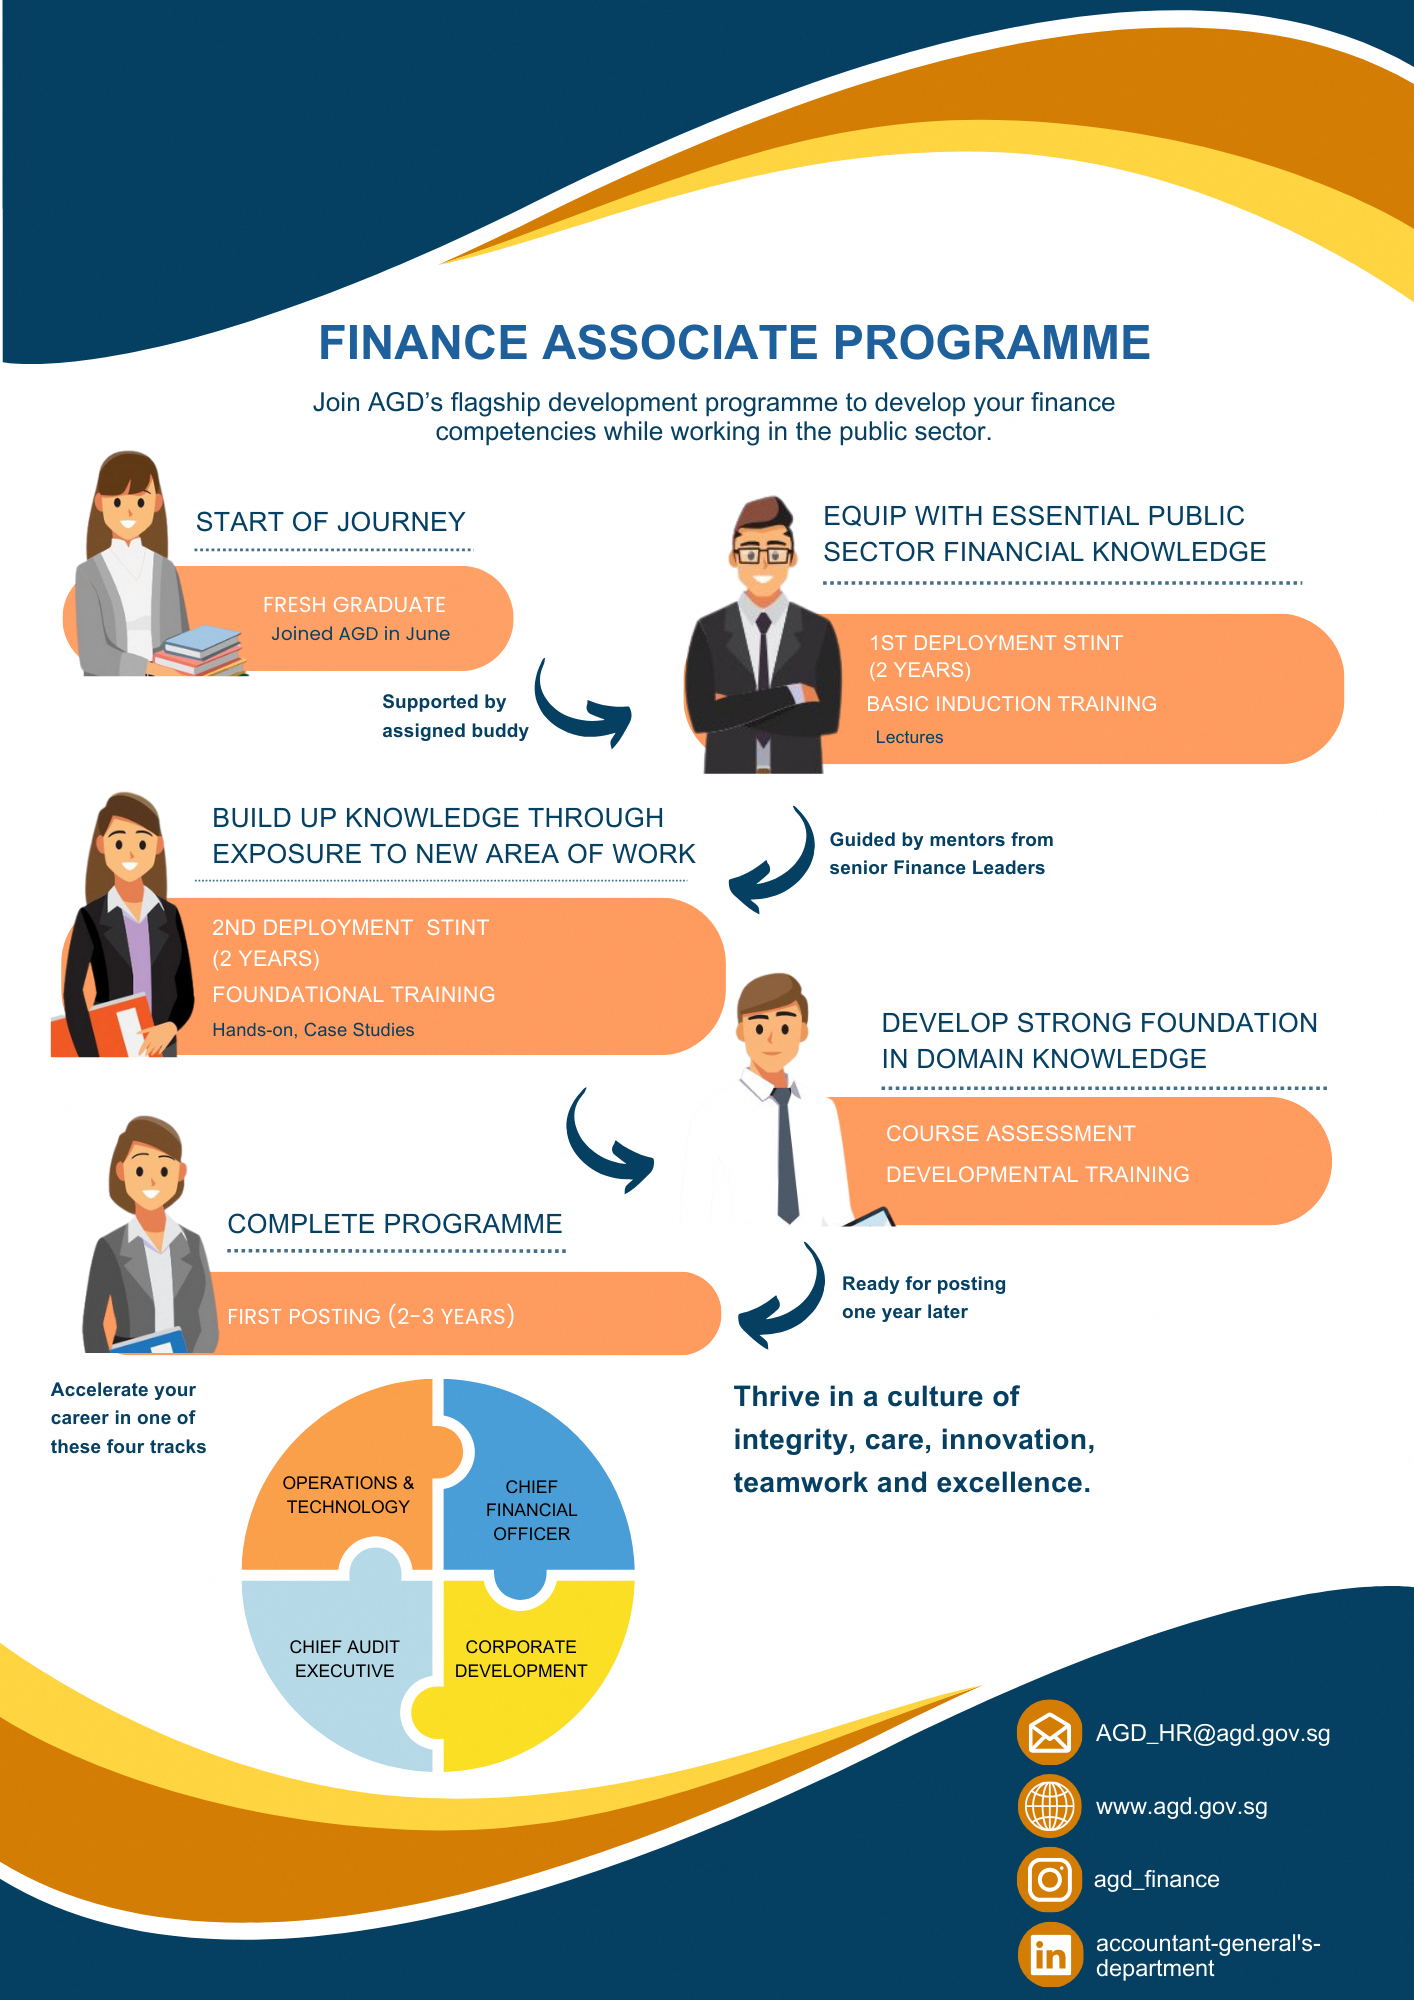 FINANCE ASSOCIATE PROGRAMME
Join AGD’s flagship development programme to develop your finance
competencies while working in the public sector.
START OF JOURNEY
FRESH GRADUATE
Joined AGD in June
Supported by
assigned buddy
EQUIP WITH ESSENTIAL PUBLIC
SECTOR FINANCIAL KNOWLEDGE
1ST DEPLOYMENT STINT
(2 YEARS)
BASIC INDUCTION TRAINING
Lectures
Guided by mentors from
senior Finance Leaders
BUILD UP KNOWLEDGE THROUGH
EXPOSURE TO NEW AREA OF WORK
2ND DEPLOYMENT STINT
(2 YEARS)
FOUNDATIONAL TRAINING
Hands-on, Case Studies
DEVELOP STRONG FOUNDATION
IN DOMAIN KNOWLEDGE
COURSE ASSESSMENT
DEVELOPMENTAL TRAINING
Ready for posting
one year later
COMPLETE PROGRAMME
FIRST POSTING (2-3 YEARS)
Accelerate your
career in one of
these four tracks
OPERATIONS &
TECHNOLOGY
CHIEF
FINANCIAL
OFFICER
CHIEF AUDIT
EXECUTIVE
CORPORATE
DEVELOPMENT
Thrive in a culture of
integrity, care, innovation,
teamwork and excellence.
AGD_HR@agd.gov.sg
www.agd.gov.sg
agd_finance
in
accountant-general's-
department